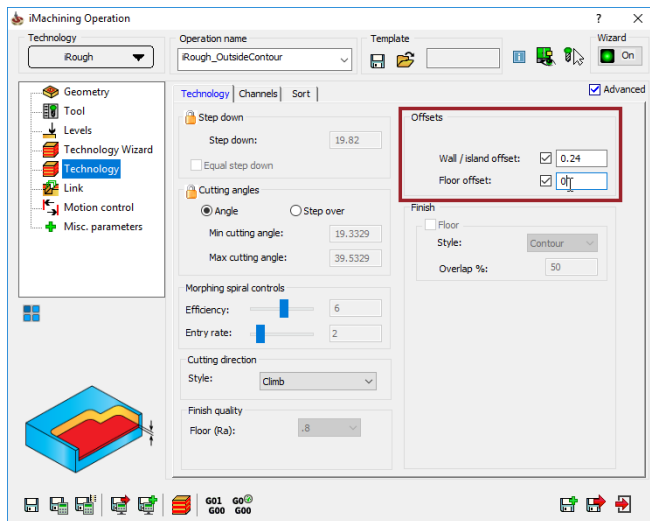 iMachining Operation
? X
Technology
iRough
Operation name
iRough_OutsideContour
Template
Wizard
On
Geometry
Tool
Levels
Technology Wizard
Technology
Link
Motion control
Misc. parameters
Technology Channels Sort
Advanced
Step down
Step down: 19.82
Equal step down
Cutting angles
Angle Step over
Min cutting angle: 19.3329
Max cutting angle: 39.5329
Morphing spiral controls
Efficiency: 6
Entry rate: 2
Cutting direction
Style: Climb
Finish quality
Floor (Ra): .8
Offsets
Wall / island offset: 0.24
Floor offset: 0
Finish
Floor
Style: Contour
Overlap %: 50
G01 G00
G00 G00